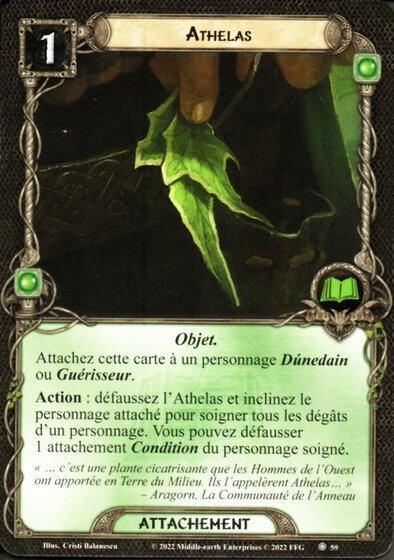 1
ATHELAS
Objet.
Attachez cette carte à un personnage Dúnedain
ou Guérisseur.
Action : défaussez l'Athelas et inclinez le
personnage attaché pour soigner tous les dégâts
d'un personnage. Vous pouvez défausser
1 attachement Condition du personnage soigné.
« ... c'est une plante cicatrisante que les Hommes de l'Ouest
ont apportée en Terre du Milieu. Ils l'appelèrent Athelas... »
– Aragorn, La Communauté de l'Anneau
ATTACHEMENT
Illus. Cristi Balanescu © 2022 Middle-earth Enterprises © 2022 FFG 59